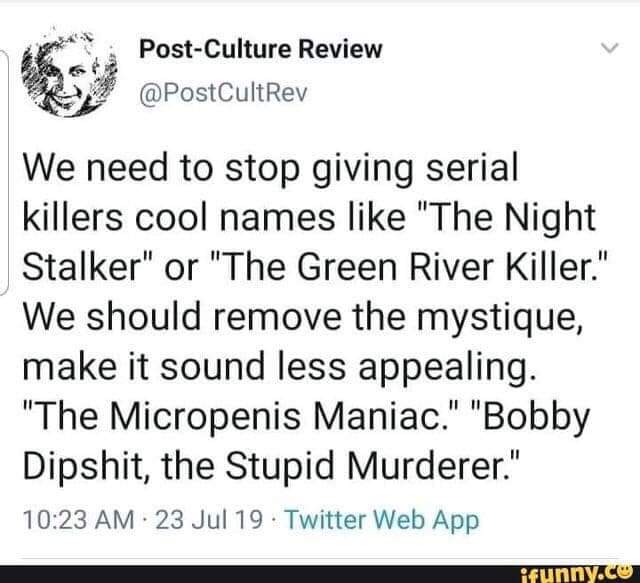 Post-Culture Review
@PostCultRev
We need to stop giving serial
killers cool names like "The Night
Stalker" or "The Green River Killer."
We should remove the mystique,
make it sound less appealing.
"The Micropenis Maniac." "Bobby
Dipshit, the Stupid Murderer."
10:23 AM · 23 Jul 19 · Twitter Web App
ifunny.co